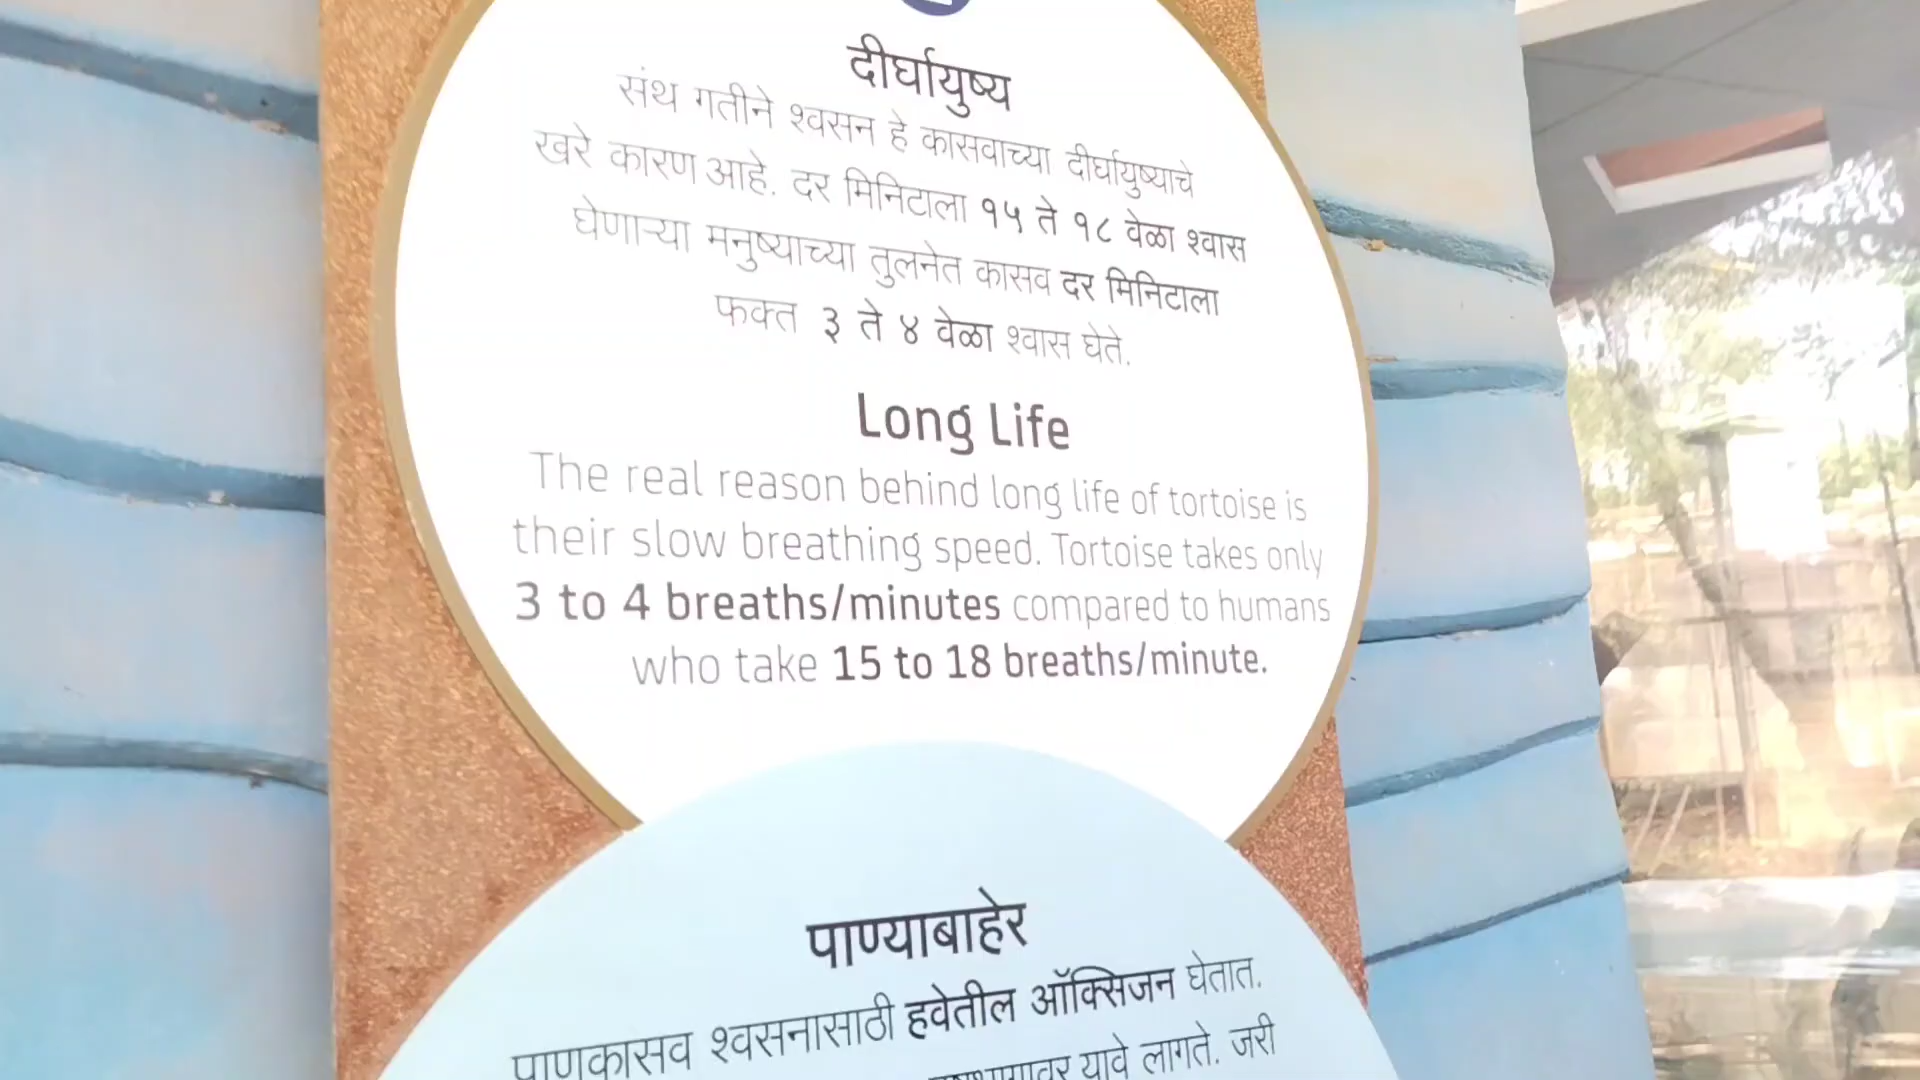 दीर्घायुष्य
संथ गतीने श्वसन हे कासवाच्या दीर्घायुष्याचे
खरे कारण आहे. दर मिनिटाला १५ ते १८ वेळा श्वास
घेणाऱ्या मनुष्याच्या तुलनेत कासव दर मिनिटाला
फक्त ३ ते ४ वेळा श्वास घेते.
Long Life
The real reason behind long life of tortoise is
their slow breathing speed. Tortoise takes only
3 to 4 breaths/minutes compared to humans
who take 15 to 18 breaths/minute.
पाण्याबाहेर
पाणकासव श्वसनासाठी हवेतील ऑक्सिजन घेतात.
यावे लागते. जरी